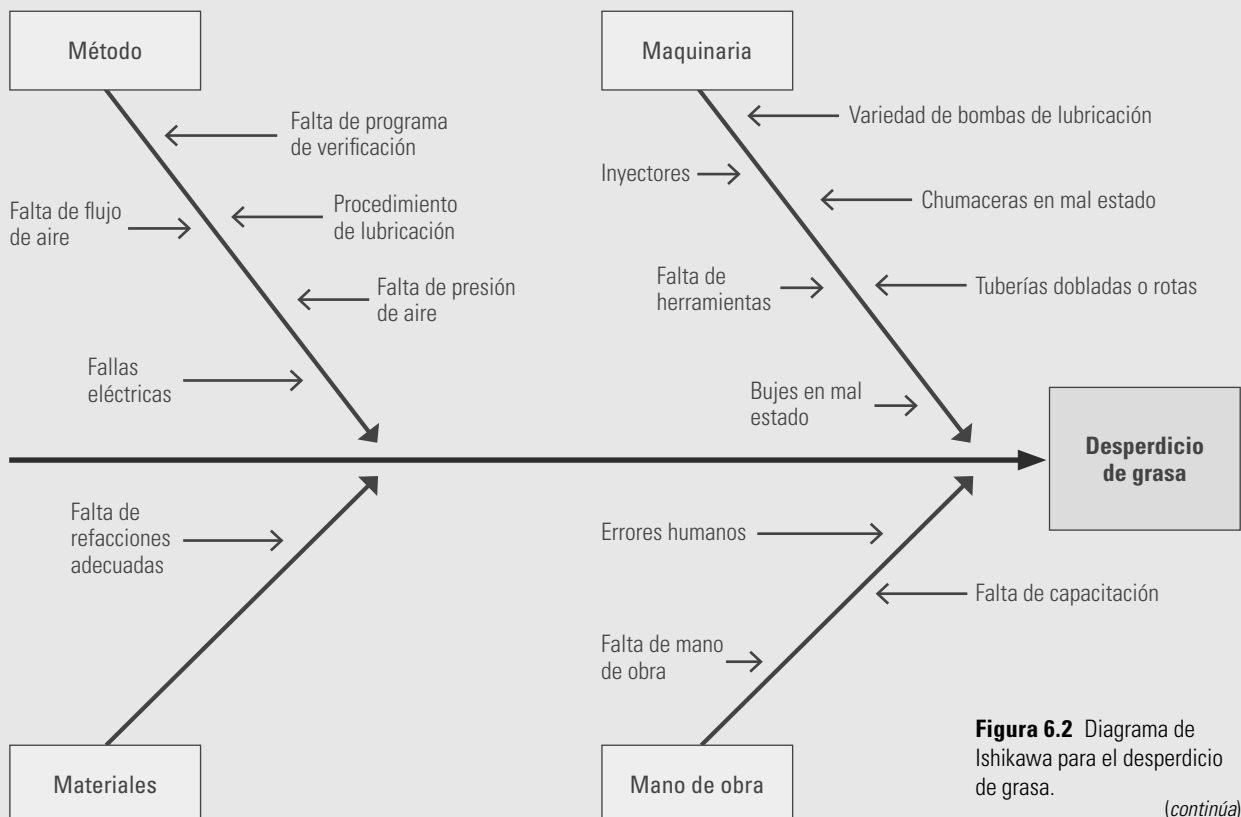 Método
Maquinaria
Falta de programa
de verificación
Variedad de bombas de lubricación
Inyectores
Falta de flujo
de aire
Procedimiento
de lubricación
Chumaceras en mal estado
Falta de presión
de aire
Falta de
herramientas
Tuberías dobladas o rotas
Fallas
eléctricas
Bujes en mal
estado
Desperdicio
de grasa
Falta de
refacciones
adecuadas
Errores humanos
Falta de capacitación
Falta de mano
de obra
Materiales
Mano de obra
Figura 6.2 Diagrama de
Ishikawa para el desperdicio
de grasa.
(continúa)